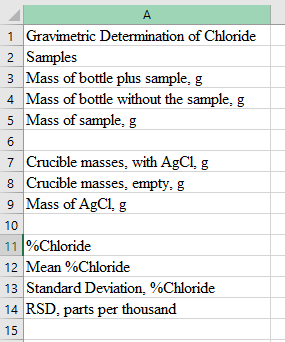 A
1 Gravimetric Determination of Chloride
2 Samples
3 Mass of bottle plus sample, g
4 Mass of bottle without the sample, g
5 Mass of sample, g
6
7 Crucible masses, with AgCl, g
8 Crucible masses, empty, g
9 Mass of AgCl, g
10
11 %Chloride
12 Mean %Chloride
13 Standard Deviation, %Chloride
14 RSD, parts per thousand
15